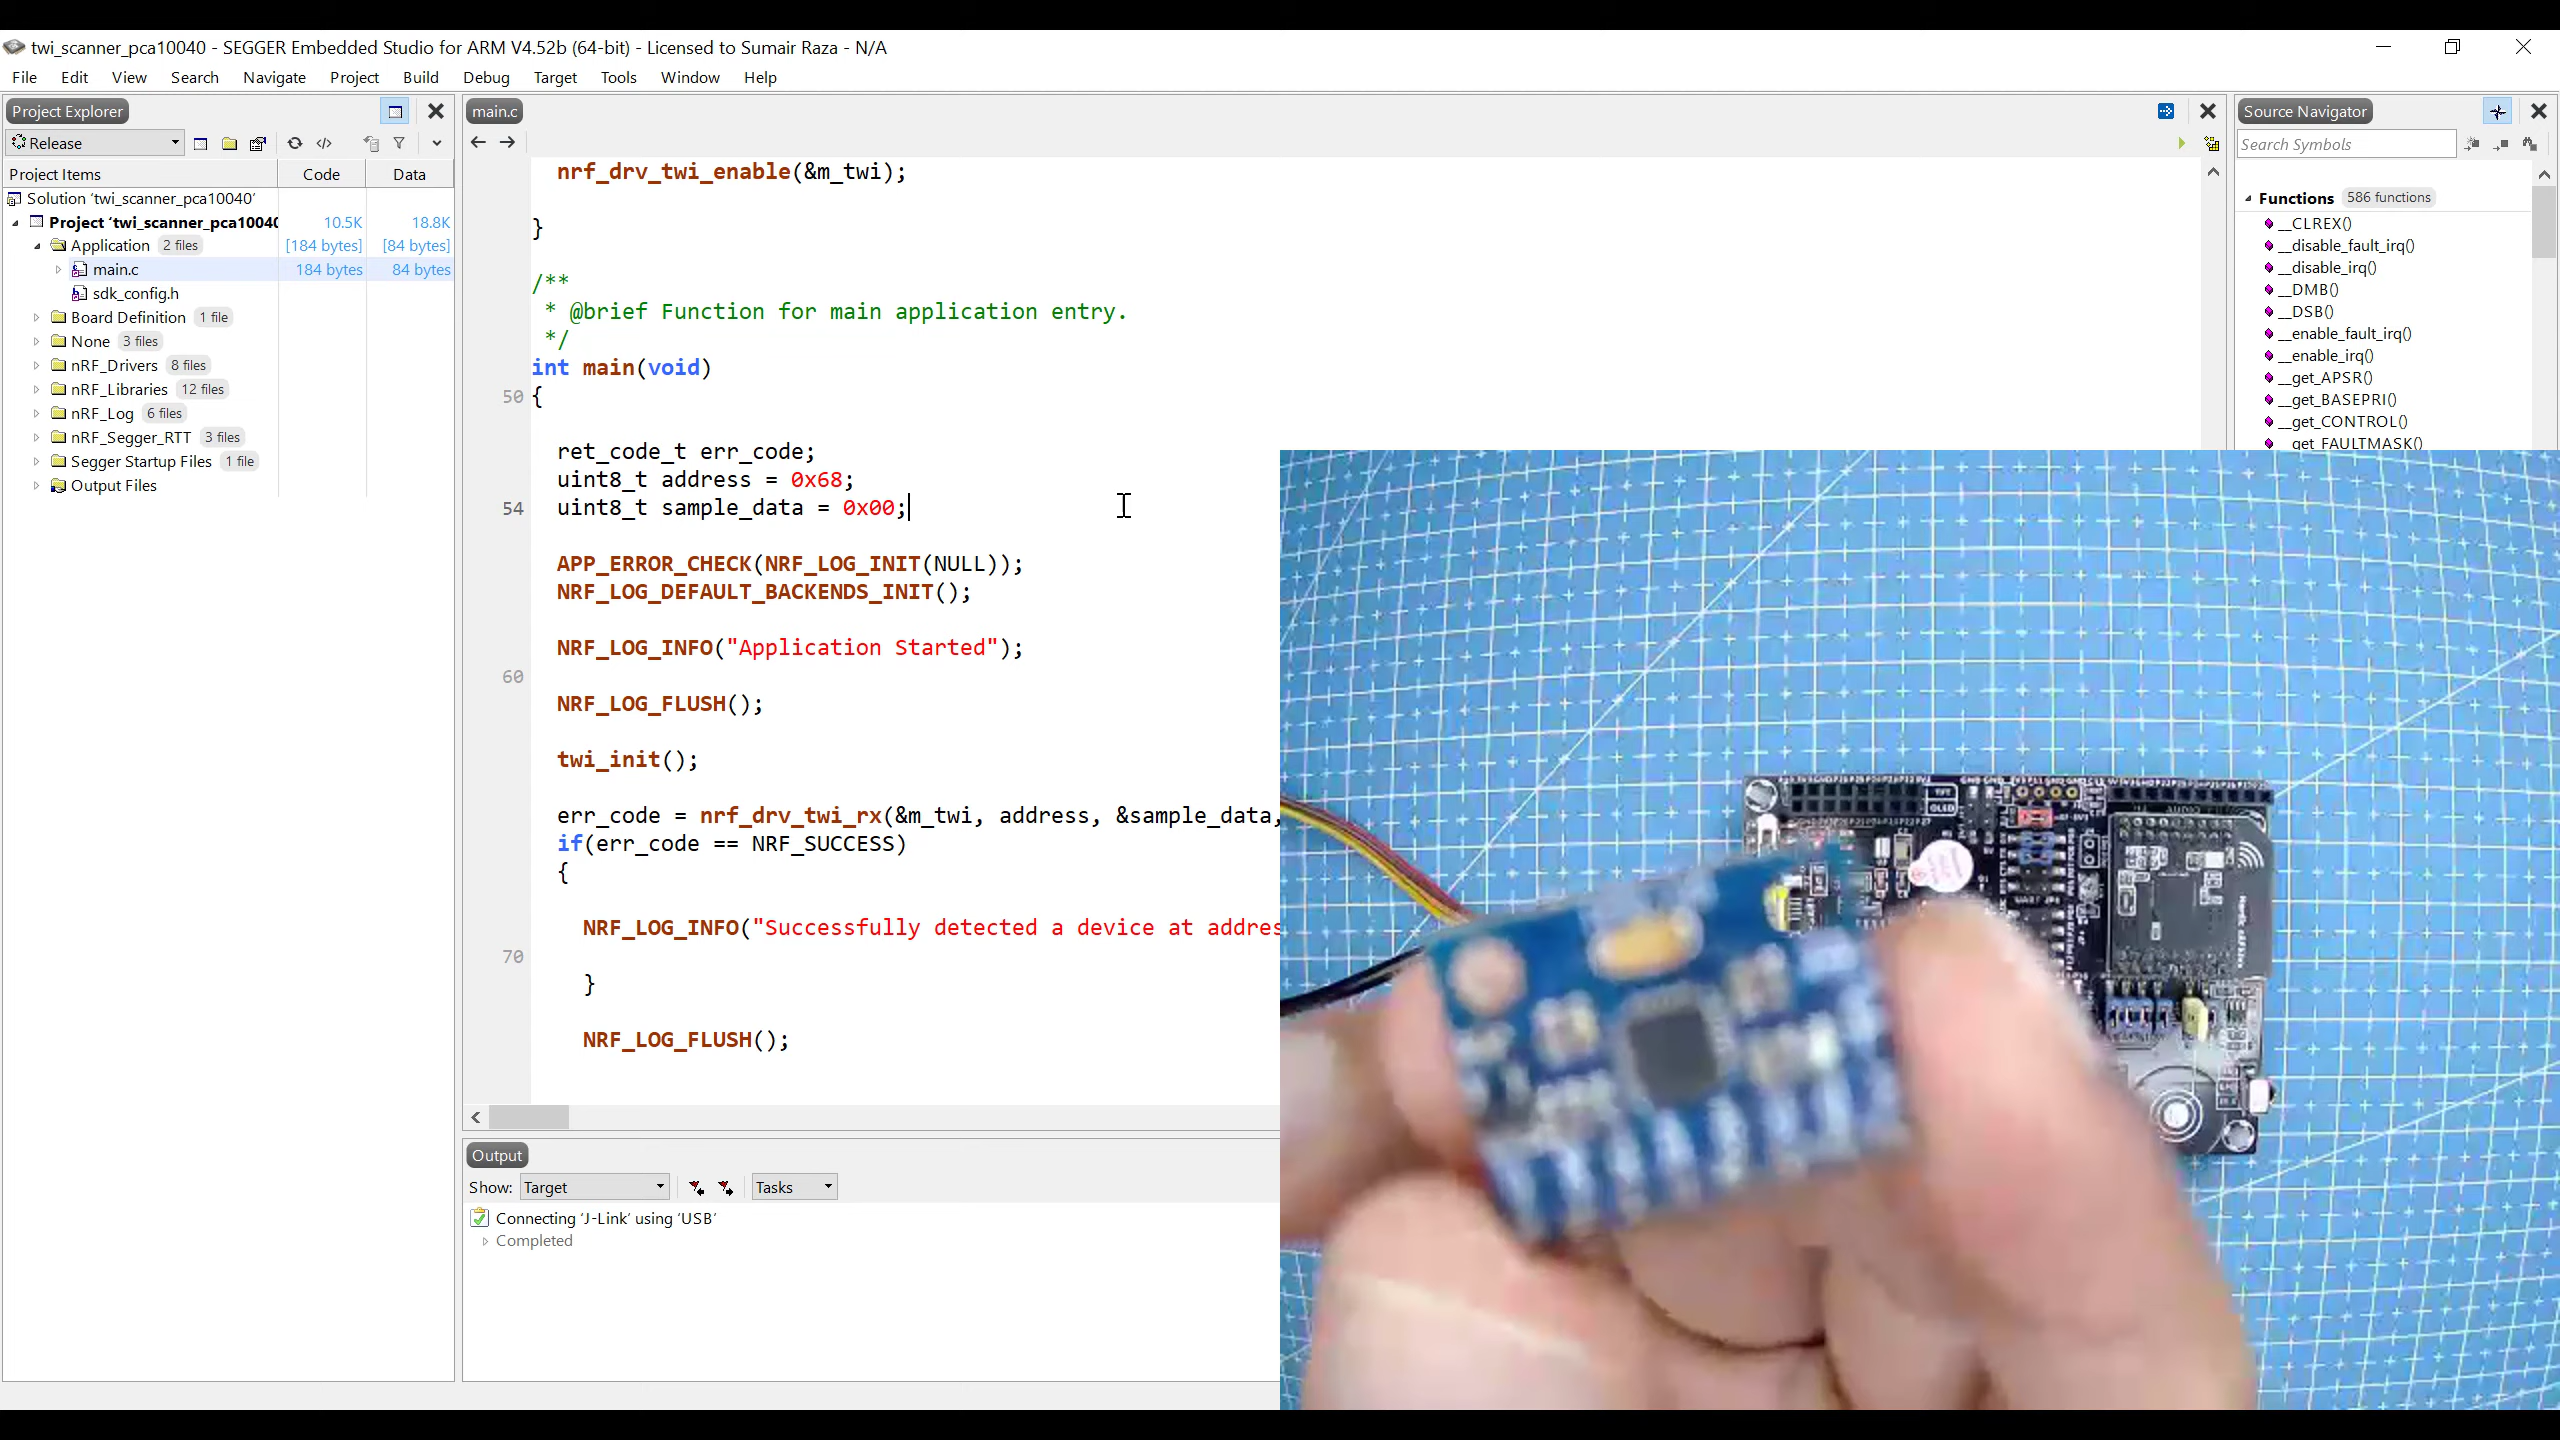 twi_scanner_pca10040 - SEGGER Embedded Studio for ARM V4.52b (64-bit) - Licensed to Sumair Raza - N/A
File Edit View Search Navigate Project Build Debug Target Tools Window Help
Project Explorer
Release
Project Items Code Data
Solution 'twi_scanner_pca10040'
Project 'twi_scanner_pca10040 10.5K 18.8K
Application 2 files [184 bytes] [84 bytes]
main.c 184 bytes 84 bytes
sdk_config.h
Board Definition 1 file
None 3 files
nRF_Drivers 8 files
nRF_Libraries 12 files
nRF_Log 6 files
nRF_Segger_RTT 3 files
Segger Startup Files 1 file
Output Files
main.c
nrf_drv_twi_enable(&m_twi);
}
/**
* @brief Function for main application entry.
*/
int main(void)
50 {
ret_code_t err_code;
uint8_t address = 0x68;
54 uint8_t sample_data = 0x00;
APP_ERROR_CHECK(NRF_LOG_INIT(NULL));
NRF_LOG_DEFAULT_BACKENDS_INIT();
NRF_LOG_INFO("Application Started");
60
NRF_LOG_FLUSH();
twi_init();
err_code = nrf_drv_twi_rx(&m_twi, address, &sample_data,
if(err_code == NRF_SUCCESS)
{
NRF_LOG_INFO("Successfully detected a device at addres
70
}
NRF_LOG_FLUSH();
Output
Show: Target Tasks
Connecting 'J-Link' using 'USB'
Completed
Source Navigator
Search Symbols
Functions 586 functions
__CLREX()
__disable_fault_irq()
__disable_irq()
__DMB()
__DSB()
__enable_fault_irq()
__enable_irq()
__get_APSR()
__get_BASEPRI()
__get_CONTROL()
__get_FAULTMASK()